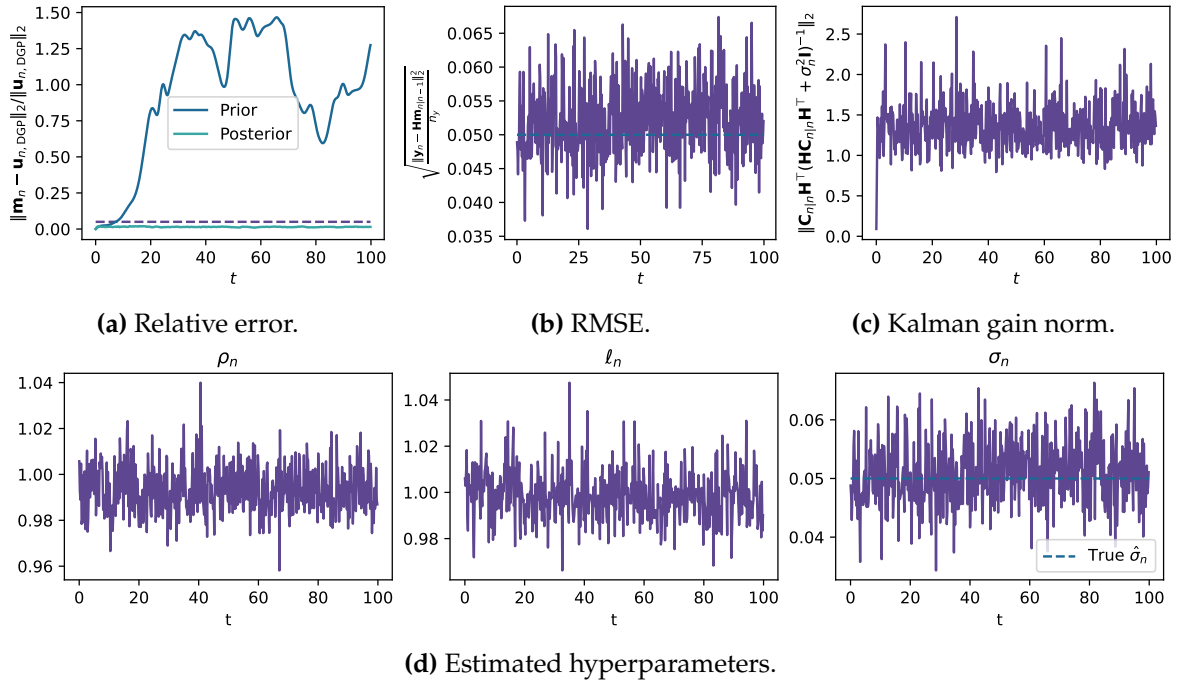 ‖m_n − u_{n, DGP}‖_2/‖u_{n, DGP}‖_2
1.50
1.25
1.00
0.75
0.50
0.25
0.00
Prior
Posterior
0 20 40 60 80 100
t
(a) Relative error.
√(‖y_n − Hm_{n|n−1}‖_2^2 / n_y)
0.065
0.060
0.055
0.050
0.045
0.040
0.035
0 25 50 75 100
t
(b) RMSE.
‖C_{n|n}H^⊤(HC_{n|n}H^⊤ + σ_n^2 I)^{−1}‖_2
2.5
2.0
1.5
1.0
0.5
0.0
0 20 40 60 80 100
t
(c) Kalman gain norm.
ρ_n
1.04
1.02
1.00
0.98
0.96
0 20 40 60 80 100
t
ℓ_n
1.04
1.02
1.00
0.98
0 20 40 60 80 100
t
σ_n
0.06
0.05
0.04
True σ̂_n
0 20 40 60 80 100
t
(d) Estimated hyperparameters.